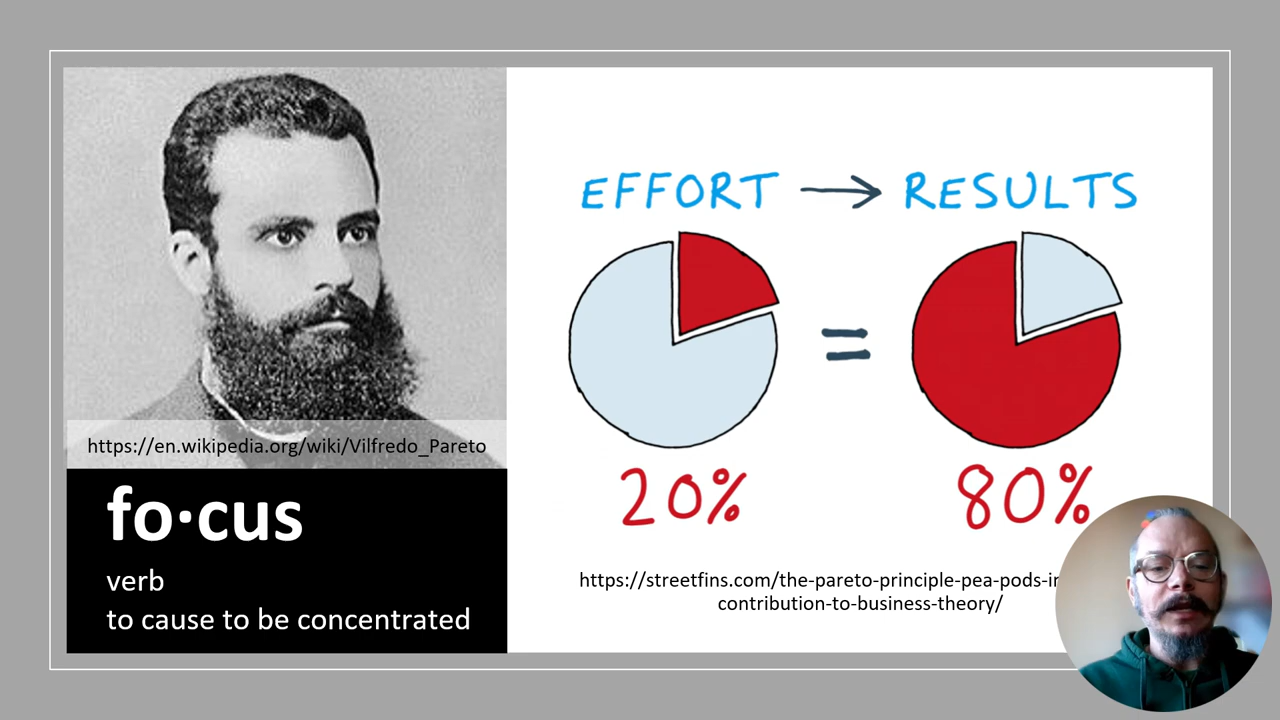 https://en.wikipedia.org/wiki/Vilfredo_Pareto
fo·cus
verb
to cause to be concentrated
EFFORT → RESULTS
=
20% 80%
https://streetfins.com/the-pareto-principle-pea-pods-in
contribution-to-business-theory/